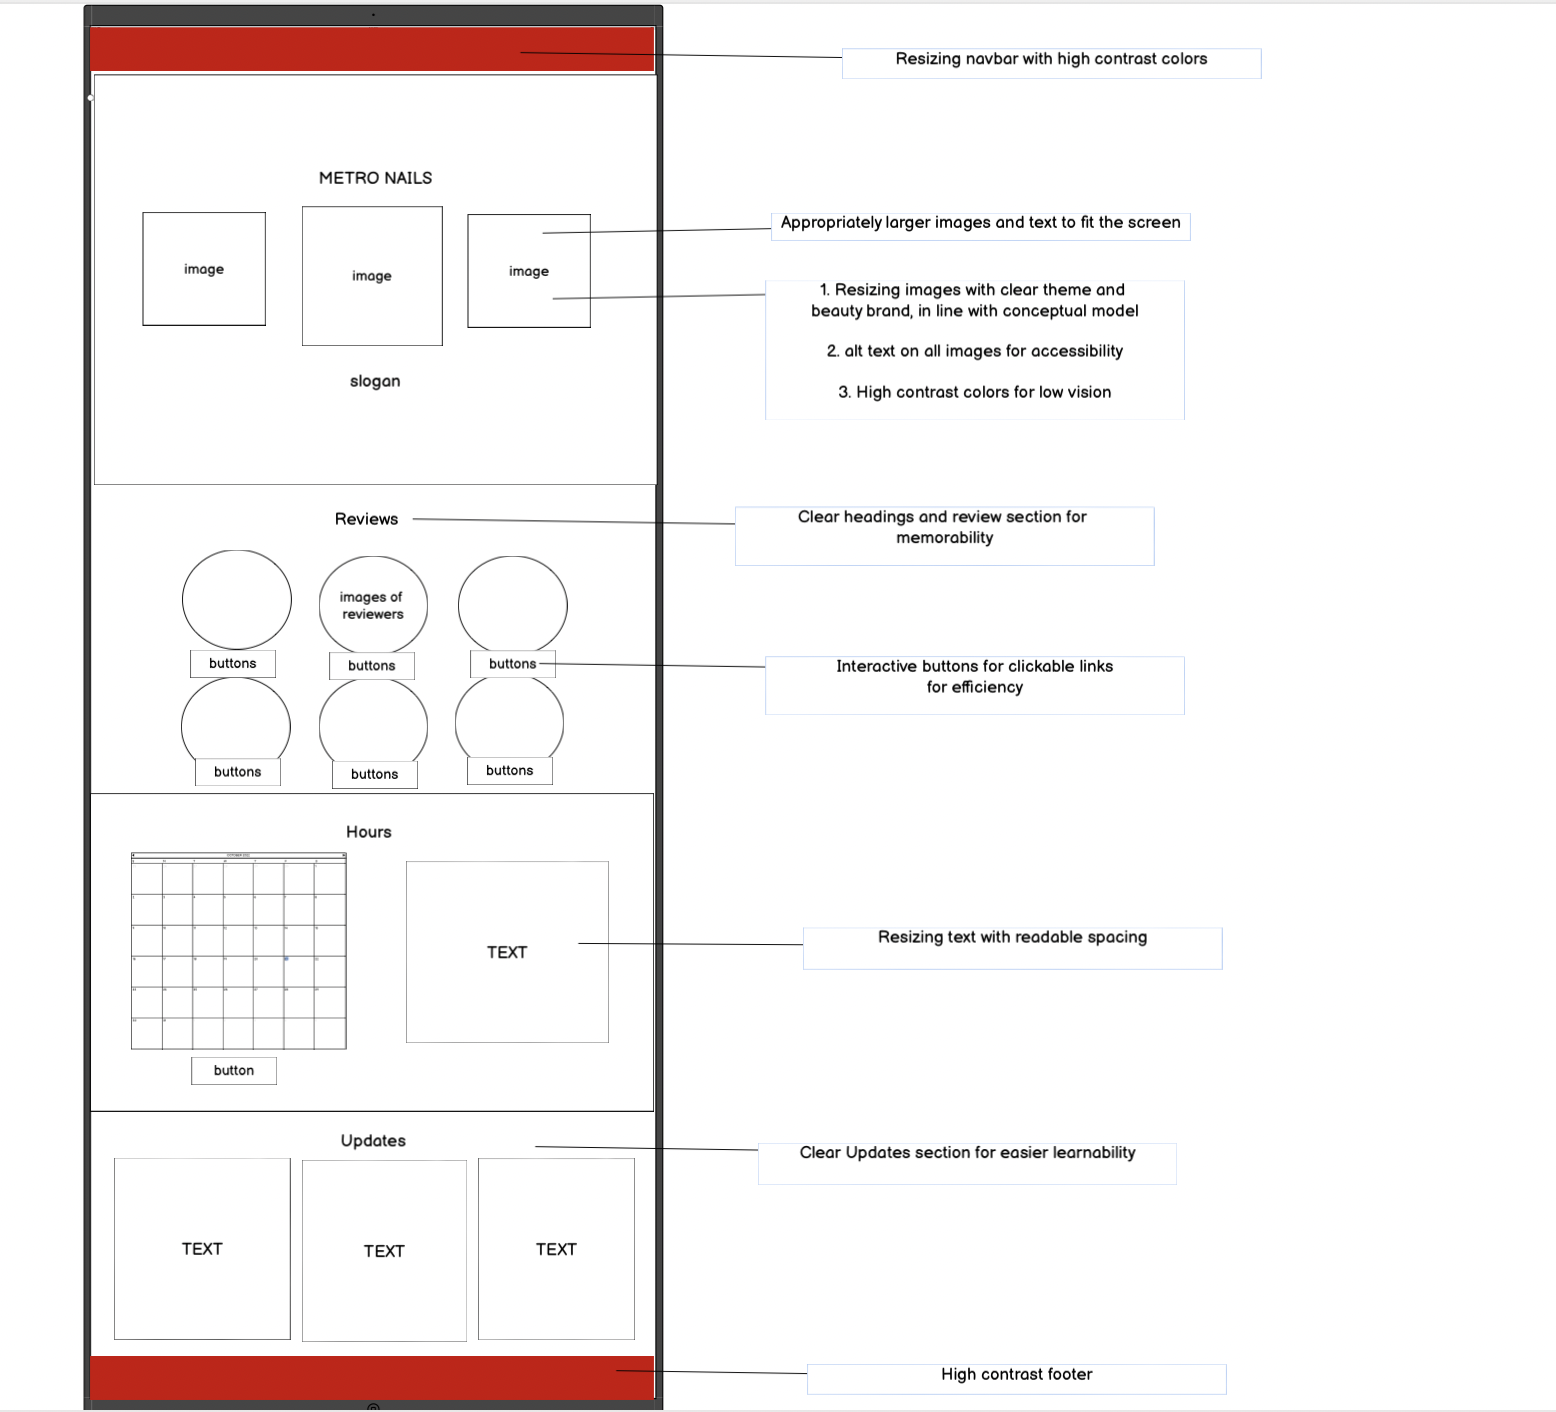 Resizing navbar with high contrast colors
METRO NAILS
image
image
image
Appropriately larger images and text to fit the screen
1. Resizing images with clear theme and
beauty brand, in line with conceptual model
2. alt text on all images for accessibility
3. High contrast colors for low vision
slogan
Reviews
Clear headings and review section for
memorability
images of
reviewers
buttons
buttons
buttons
Interactive buttons for clickable links
for efficiency
buttons
buttons
buttons
Hours
TEXT
Resizing text with readable spacing
button
Updates
Clear Updates section for easier learnability
TEXT
TEXT
TEXT
High contrast footer